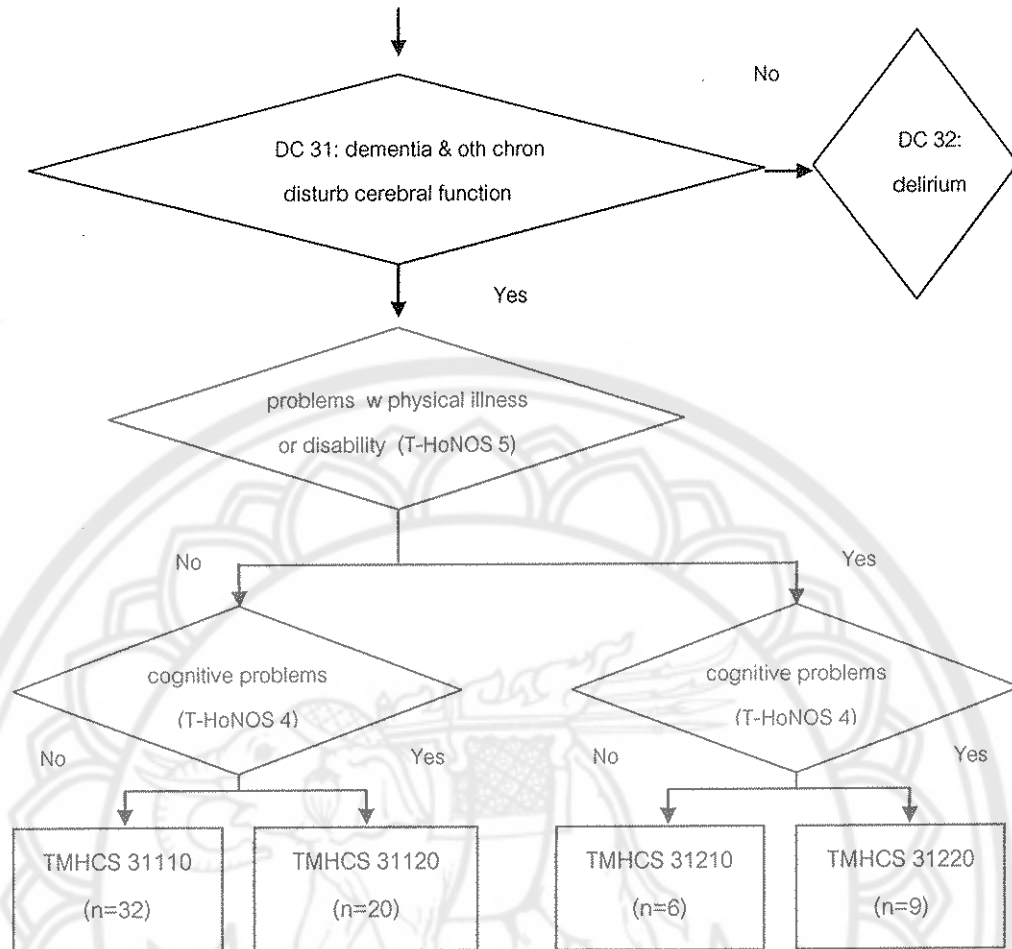 No
DC 31: dementia & oth chron
disturb cerebral function
DC 32:
delirium
Yes
problems w physical illness
or disability (T-HoNOS 5)
No
Yes
cognitive problems
(T-HoNOS 4)
cognitive problems
(T-HoNOS 4)
No
Yes
No
Yes
TMHCS 31110
(n=32)
TMHCS 31120
(n=20)
TMHCS 31210
(n=6)
TMHCS 31220
(n=9)